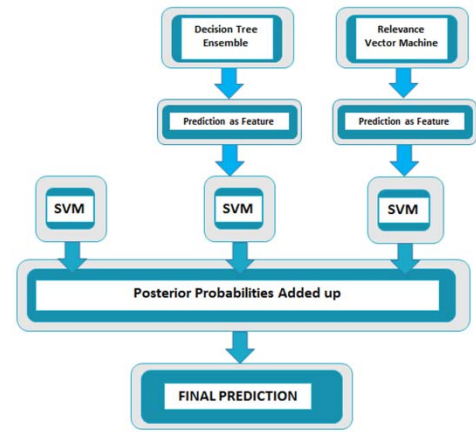 Decision Tree
Ensemble
Relevance
Vector Machine
Prediction as Feature
Prediction as Feature
SVM
SVM
SVM
Posterior Probabilities Added up
FINAL PREDICTION